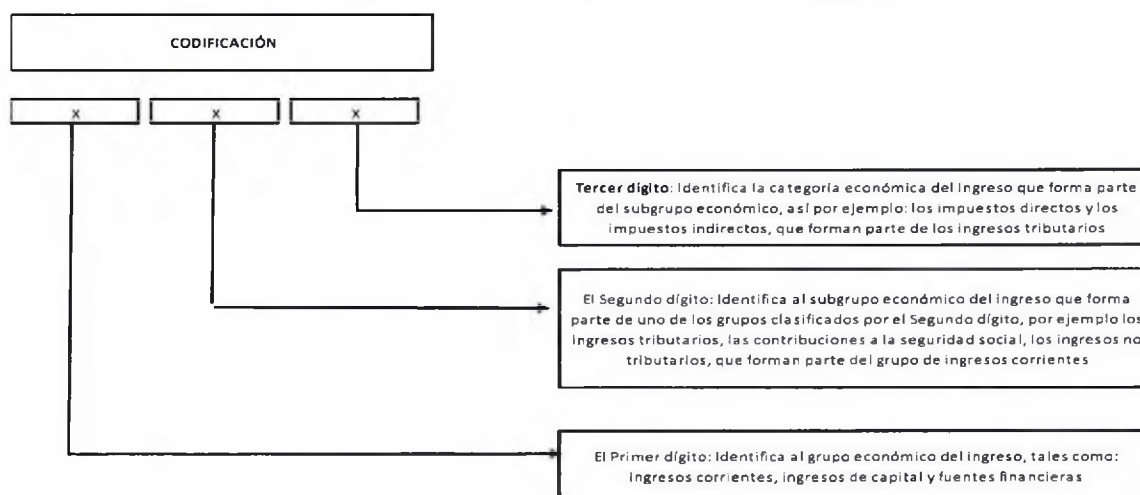 CODIFICACIÓN
x x x
Tercer dígito: Identifica la categoría económica del Ingreso que forma parte
del subgrupo económico, así por ejemplo: los impuestos directos y los
impuestos indirectos, que forman parte de los ingresos tributarios
El Segundo dígito: Identifica al subgrupo económico del ingreso que forma
parte de uno de los grupos clasificados por el Segundo dígito, por ejemplo los
Ingresos tributarios, las contribuciones a la seguridad social, los ingresos no
tributarios, que forman parte del grupo de ingresos corrientes
El Primer dígito: Identifica al grupo económico del ingreso, tales como:
Ingresos corrientes, ingresos de capital y fuentes financieras